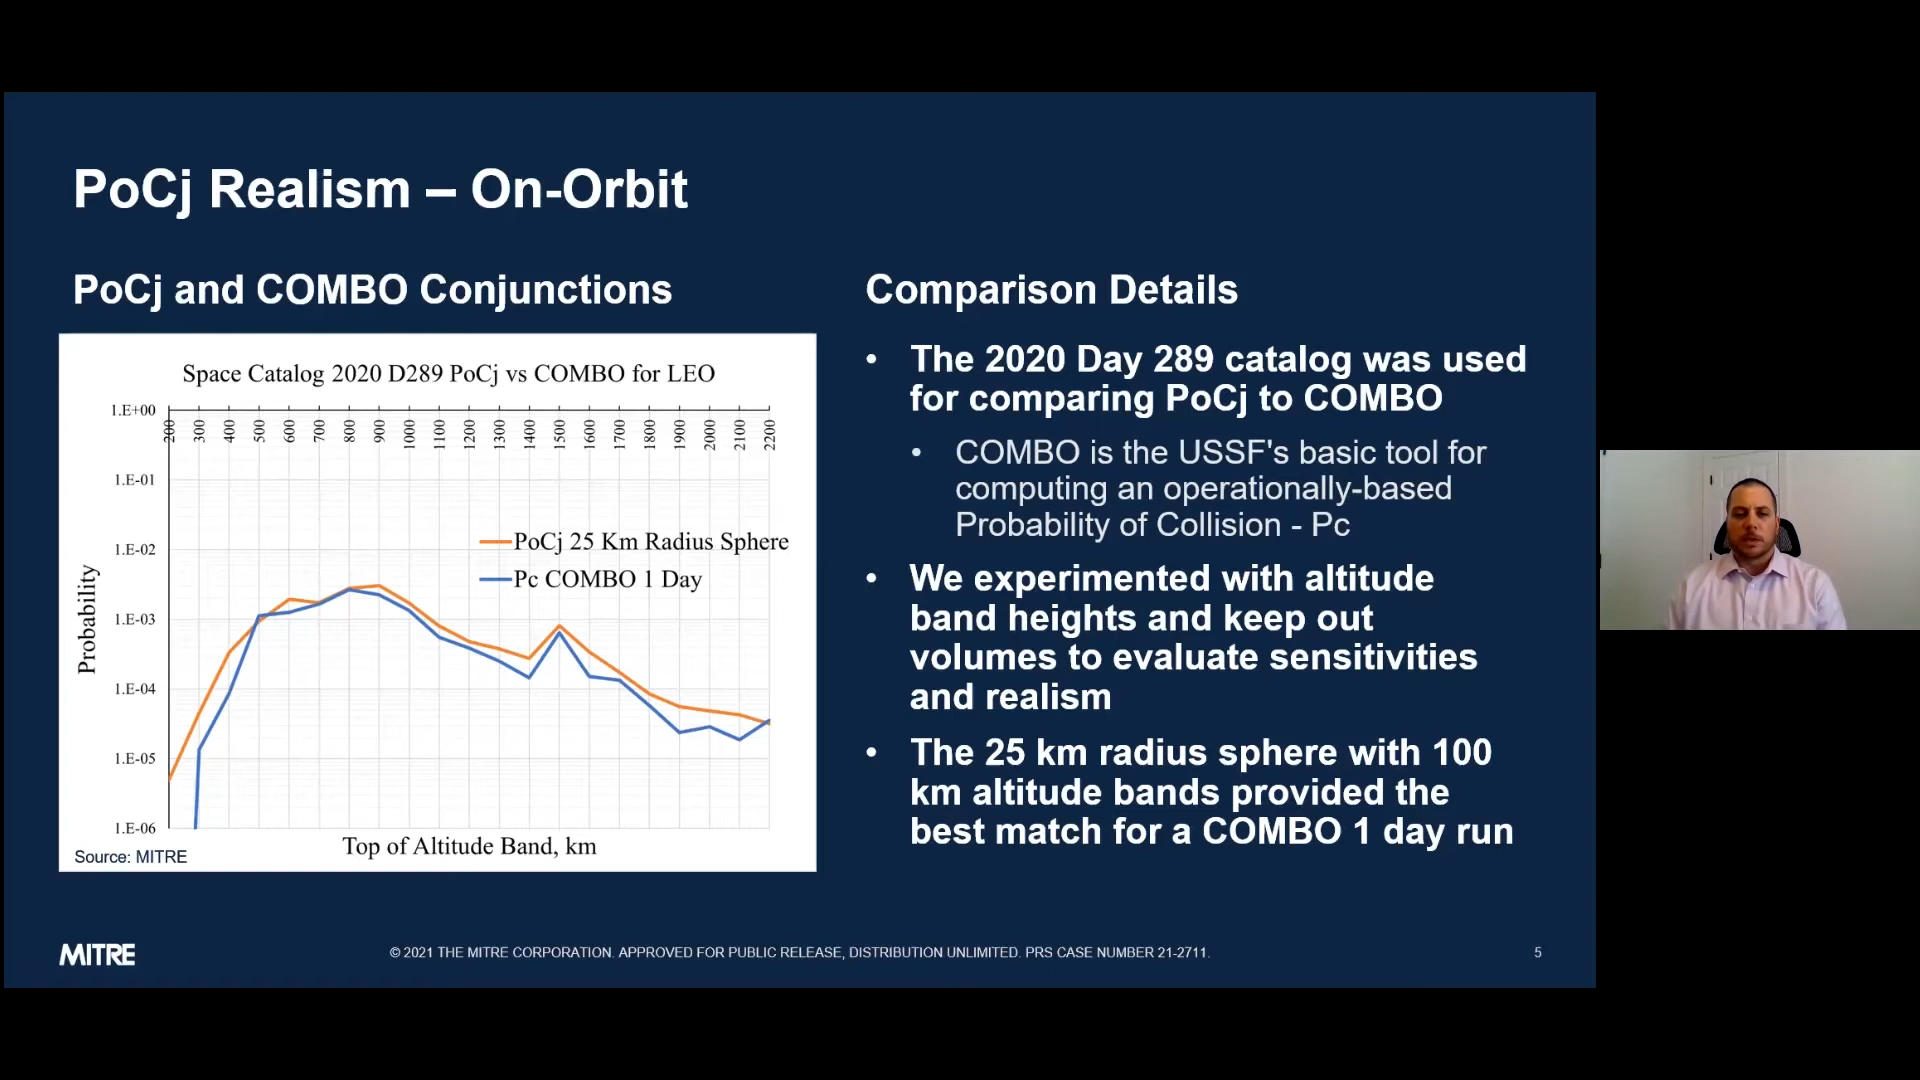 PoCj Realism – On-Orbit
PoCj and COMBO Conjunctions
Space Catalog 2020 D289 PoCj vs COMBO for LEO
1.E+00
200 300 400 500 600 700 800 900 1000 1100 1200 1300 1400 1500 1600 1700 1800 1900 2000 2100 2200
1.E-01
1.E-02
1.E-03
1.E-04
1.E-05
1.E-06
Probability
PoCj 25 Km Radius Sphere
Pc COMBO 1 Day
Top of Altitude Band, km
Source: MITRE
Comparison Details
• The 2020 Day 289 catalog was used
for comparing PoCj to COMBO
• COMBO is the USSF's basic tool for
computing an operationally-based
Probability of Collision - Pc
• We experimented with altitude
band heights and keep out
volumes to evaluate sensitivities
and realism
• The 25 km radius sphere with 100
km altitude bands provided the
best match for a COMBO 1 day run
MITRE
© 2021 THE MITRE CORPORATION. APPROVED FOR PUBLIC RELEASE, DISTRIBUTION UNLIMITED. PRS CASE NUMBER 21-2711.
5